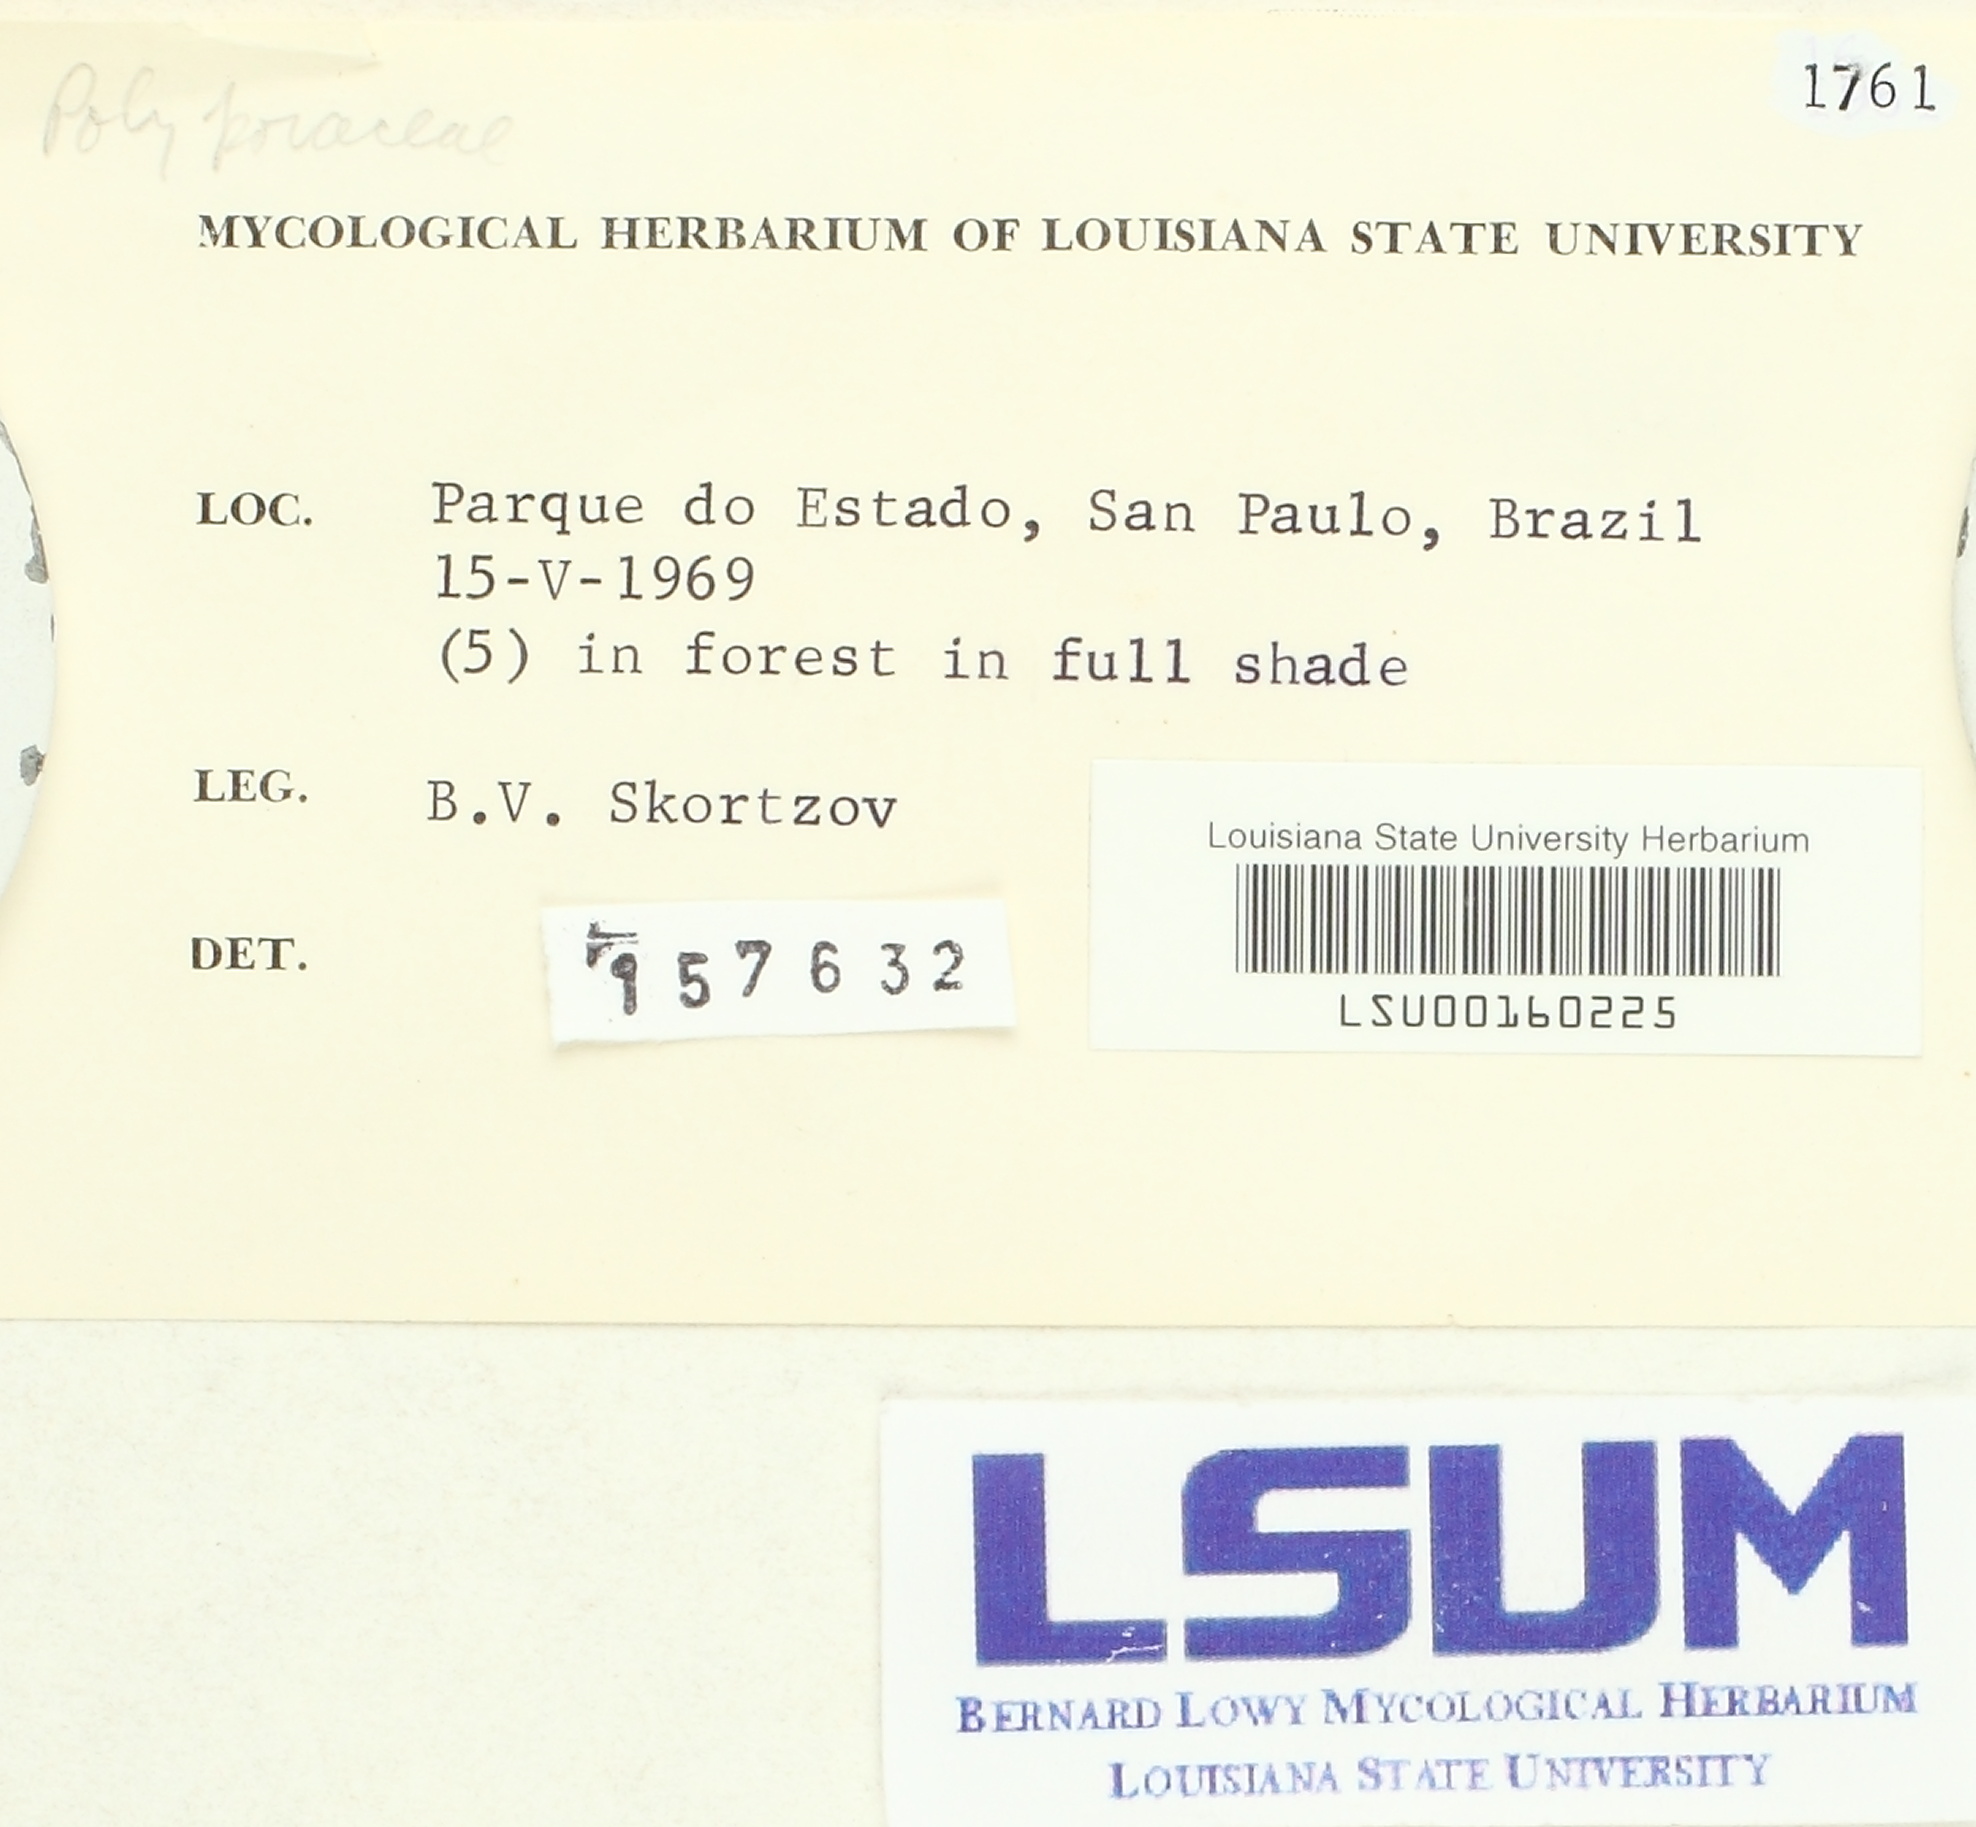 Polyporaceae
1761
MYCOLOGICAL HERBARIUM OF LOUISIANA STATE UNIVERSITY
LOC. Parque do Estado, San Paulo, Brazil
15-V-1969
(5) in forest in full shade
LEG. B.V. Skortzov
DET.
157632
Louisiana State University Herbarium
LSU00160225
LSUM
BERNARD LOWY MYCOLOGICAL HERBARIUM
LOUISIANA STATE UNIVERSITY